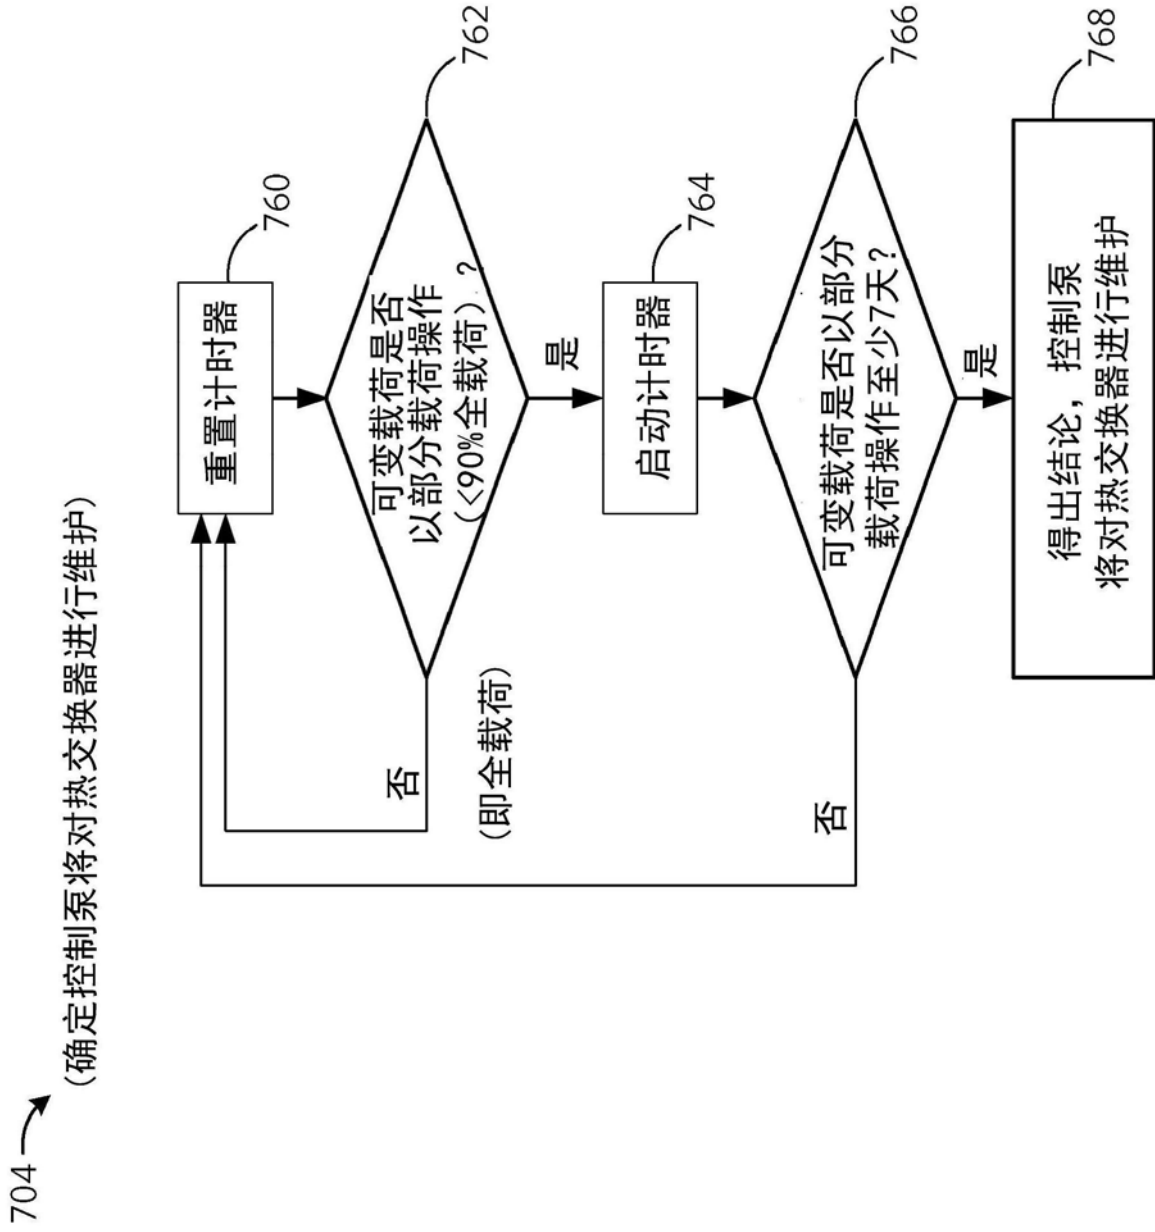 704
(确定控制泵将对热交换器进行维护)
重置计时器
760
可变载荷是否
以部分载荷操作
(<90%全载荷) ?
762
否
(即全载荷)
是
启动计时器
764
可变载荷是否以部分
载荷操作至少7天?
766
否
是
得出结论，控制泵
将对热交换器进行维护
768